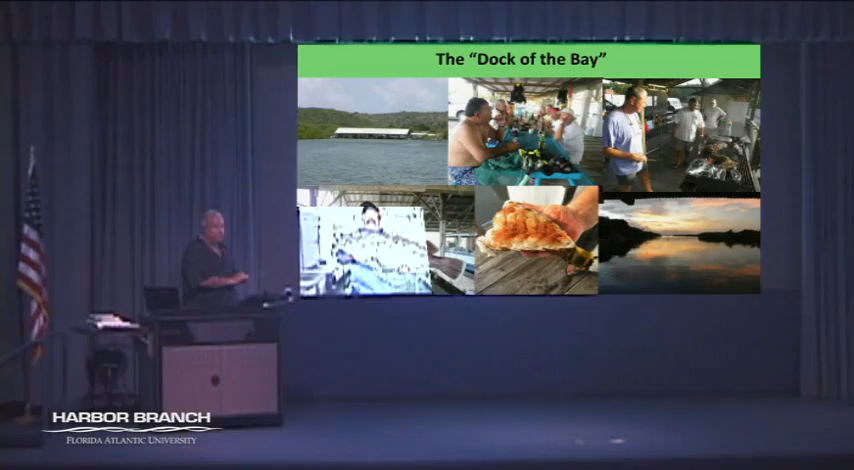 The “Dock of the Bay”
HARBOR BRANCH
FLORIDA ATLANTIC UNIVERSITY